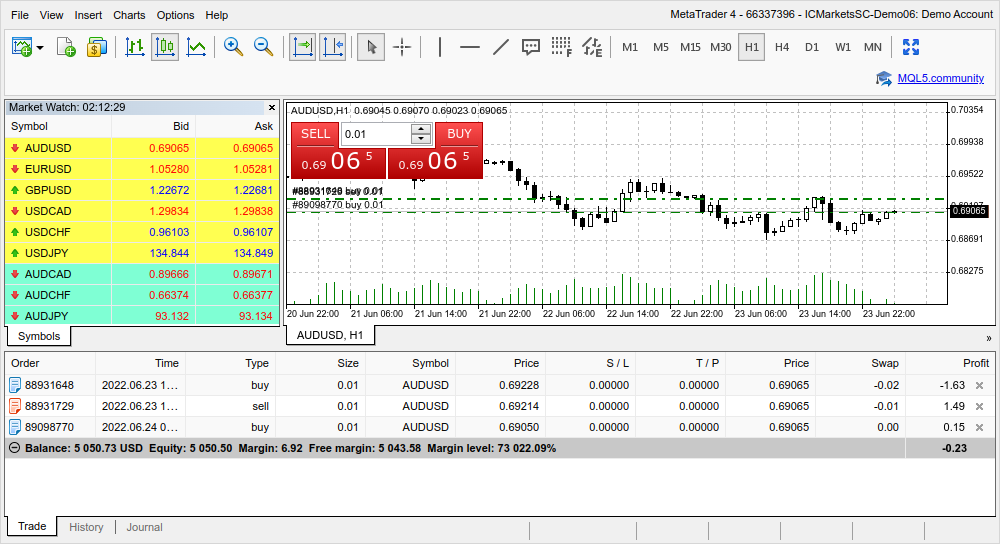 File View Insert Charts Options Help MetaTrader 4 - 66337396 - ICMarketsSC-Demo06: Demo Account
M1 M5 M15 M30 H1 H4 D1 W1 MN
MQL5.community
Market Watch: 02:12:29 ×
Symbol Bid Ask
AUDUSD 0.69065 0.69065
EURUSD 1.05280 1.05281
GBPUSD 1.22672 1.22681
USDCAD 1.29834 1.29838
USDCHF 0.96103 0.96107
USDJPY 134.844 134.849
AUDCAD 0.89666 0.89671
AUDCHF 0.66374 0.66377
AUDJPY 93.132 93.134
Symbols
AUDUSD,H1 0.69045 0.69070 0.69023 0.69065
SELL 0.01 BUY
0.69 06 5 0.69 06 5
#89098770 buy 0.01
0.70354
0.69938
0.69522
0.69065
0.68691
0.68275
20 Jun 22:00 21 Jun 06:00 21 Jun 14:00 21 Jun 22:00 22 Jun 06:00 22 Jun 14:00 22 Jun 22:00 23 Jun 06:00 23 Jun 14:00 23 Jun 22:00
AUDUSD, H1 »
Order Time Type Size Symbol Price S / L T / P Price Swap Profit
88931648 2022.06.23 1... buy 0.01 AUDUSD 0.69228 0.00000 0.00000 0.69065 -0.02 -1.63 ×
88931729 2022.06.23 1... sell 0.01 AUDUSD 0.69214 0.00000 0.00000 0.69065 -0.01 1.49 ×
89098770 2022.06.24 0... buy 0.01 AUDUSD 0.69050 0.00000 0.00000 0.69065 0.00 0.15 ×
Balance: 5 050.73 USD Equity: 5 050.50 Margin: 6.92 Free margin: 5 043.58 Margin level: 73 022.09% -0.23
Trade History Journal